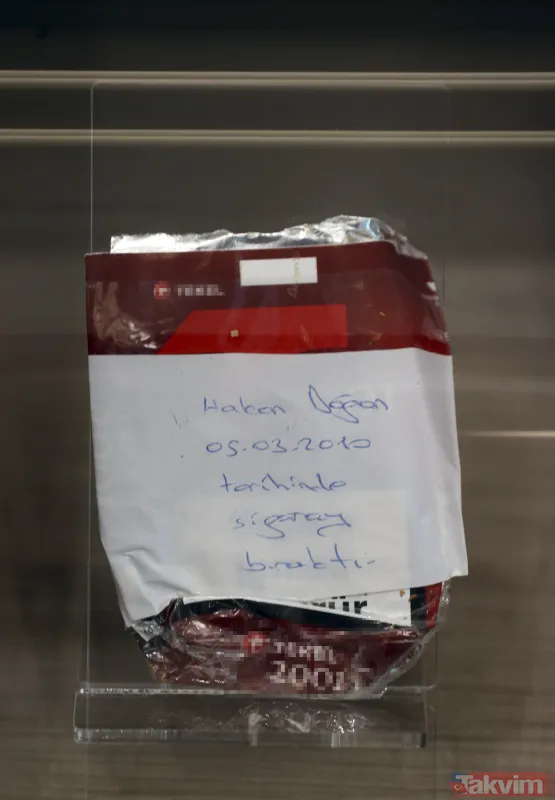 TEKEL
Hakan Doğan
05.03.2010
tarihinde
sigarayı
bıraktı.
TEKEL
2001
Takvim